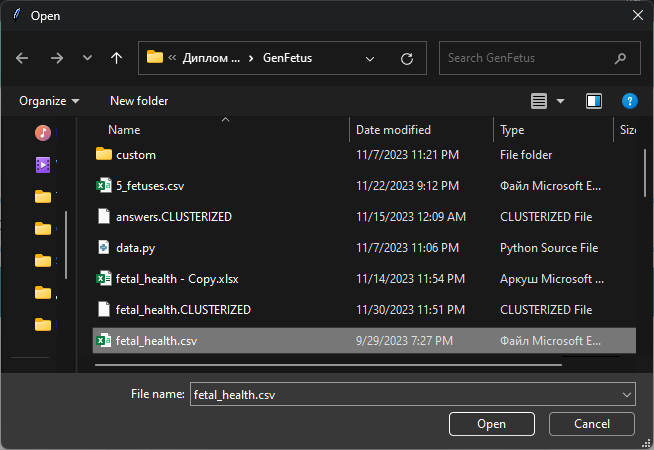 Open
« Диплом ... > GenFetus
Search GenFetus
Organize
New folder
Name Date modified Type Siz
custom 11/7/2023 11:21 PM File folder
5_fetuses.csv 11/22/2023 9:12 PM Файл Microsoft E...
answers.CLUSTERIZED 11/15/2023 12:09 AM CLUSTERIZED File
data.py 11/7/2023 11:06 PM Python Source File
fetal_health - Copy.xlsx 11/14/2023 11:54 PM Аркуш Microsoft ...
fetal_health.CLUSTERIZED 11/30/2023 11:51 PM CLUSTERIZED File
fetal_health.csv 9/29/2023 7:27 PM Файл Microsoft E...
File name: fetal_health.csv
Open Cancel